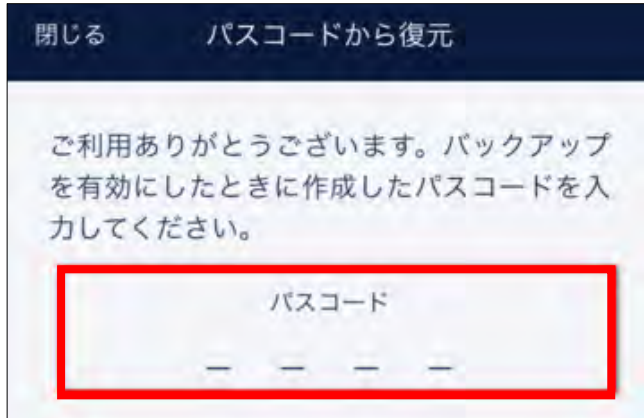 閉じる パスコードから復元
ご利用ありがとうございます。バックアップ
を有効にしたときに作成したパスコードを入
力してください。
パスコード